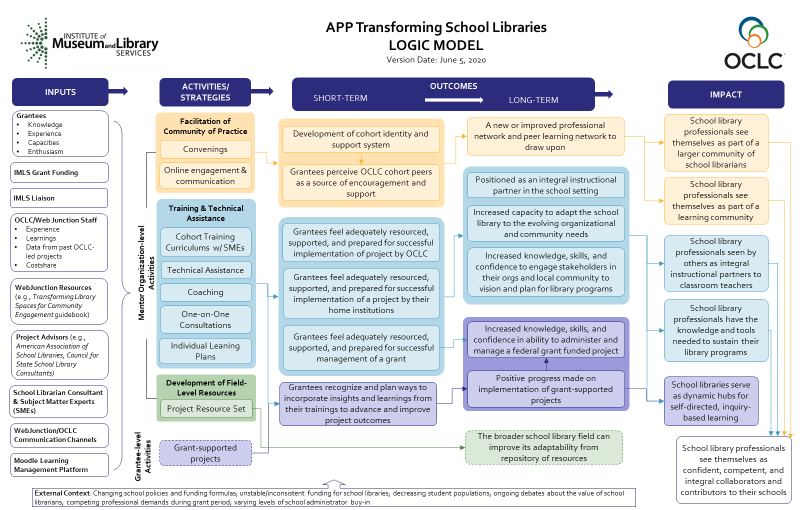 INSTITUTE of
Museum and Library
SERVICES
APP Transforming School Libraries
LOGIC MODEL
Version Date: June 5, 2020
OCLC
INPUTS
ACTIVITIES/
STRATEGIES
OUTCOMES
SHORT-TERM
LONG-TERM
IMPACT
Grantees
• Knowledge
• Experience
• Capacities
• Enthusiasm
IMLS Grant Funding
IMLS Liaison
OCLC/WebJunction Staff
• Experience
• Learnings
• Data from past OCLC-
led projects
• Costshare
WebJunction Resources
(e.g., Transforming Library
Spaces for Community
Engagement guidebook)
Project Advisors (e.g.,
American Association of
School Libraries, Council for
State School Library
Consultants)
School Librarian Consultant
& Subject Matter Experts
(SMEs)
WebJunction/OCLC
Communication Channels
Moodle Learning
Management Platform
Mentor Organization-level
Activities
Grantee-level
Activities
Facilitation of
Community of Practice
Convenings
Online engagement &
communication
Training & Technical
Assistance
Cohort Training
Curriculums w/ SMEs
Technical Assistance
Coaching
One-on-One
Consultations
Individual Leaning
Plans
Development of Field-
Level Resources
Project Resource Set
Grant-supported
projects
Development of cohort identity and
support system
Grantees perceive OCLC cohort peers
as a source of encouragement and
support
Grantees feel adequately resourced,
supported, and prepared for successful
implementation of project by OCLC
Grantees feel adequately resourced,
supported, and prepared for successful
implementation of a project by their
home institutions
Grantees feel adequately resourced,
supported, and prepared for successful
management of a grant
Grantees recognize and plan ways to
incorporate insights and learnings from
their trainings to advance and improve
project outcomes
A new or improved professional
network and peer learning network to
draw upon
Positioned as an integral instructional
partner in the school setting
Increased capacity to adapt the school
library to the evolving organizational
and community needs
Increased knowledge, skills, and
confidence to engage stakeholders in
their orgs and local community to
vision and plan for library programs
Increased knowledge, skills, and
confidence in ability to administer and
manage a federal grant funded project
Positive progress made on
implementation of grant-supported
projects
The broader school library field can
improve its adaptability from
repository of resources
School library
professionals see
themselves as part of a
larger community of
school librarians
School library
professionals see
themselves as part of a
learning community
School library
professionals seen by
others as integral
instructional partners to
classroom teachers
School library
professionals have the
knowledge and tools
needed to sustain their
library programs
School libraries serve
as dynamic hubs for
self-directed, inquiry-
based learning
School library professionals
see themselves as
confident, competent, and
integral collaborators and
contributors to their schools
External Context: Changing school policies and funding formulas; unstable/inconsistent funding for school libraries; decreasing student populations; ongoing debates about the value of school
librarians; competing professional demands during grant period, varying levels of school administrator buy-in